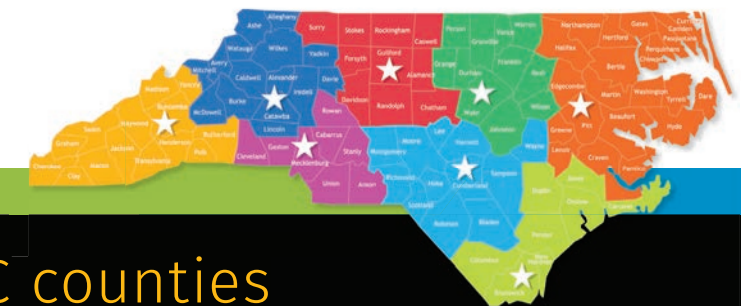 Alleghany
Ashe
Surry
Stokes
Rockingham
Caswell
Person
Vance
Warren
Granville
Northampton
Gates
Hertford
Halifax
Camden
Pasquotank
Perquimans
Chowan
Watauga
Wilkes
Yadkin
Forsyth
Guilford
Alamance
Orange
Durham
Franklin
Nash
Edgecombe
Bertie
Martin
Washington
Tyrrell
Dare
Avery
Mitchell
Caldwell
Alexander
Davie
Iredell
Davidson
Randolph
Chatham
Wake
Wilson
Pitt
Beaufort
Hyde
Madison
Yancey
McDowell
Burke
Catawba
Rowan
Johnston
Greene
Buncombe
Haywood
Swain
Graham
Rutherford
Lincoln
Cabarrus
Stanly
Montgomery
Moore
Lee
Harnett
Wayne
Lenoir
Craven
Pamlico
Cherokee
Clay
Macon
Jackson
Transylvania
Henderson
Polk
Cleveland
Gaston
Mecklenburg
Union
Anson
Richmond
Hoke
Cumberland
Sampson
Duplin
Jones
Onslow
Carteret
Scotland
Robeson
Bladen
Pender
Columbus
New
Hanover
Brunswick
C counties